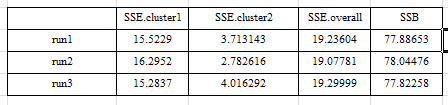 SSE.cluster1 SSE.cluster2 SSE.overall SSB
run1 15.5229 3.713143 19.23604 77.88653
run2 16.2952 2.782616 19.07781 78.04476
run3 15.2837 4.016292 19.29999 77.82258